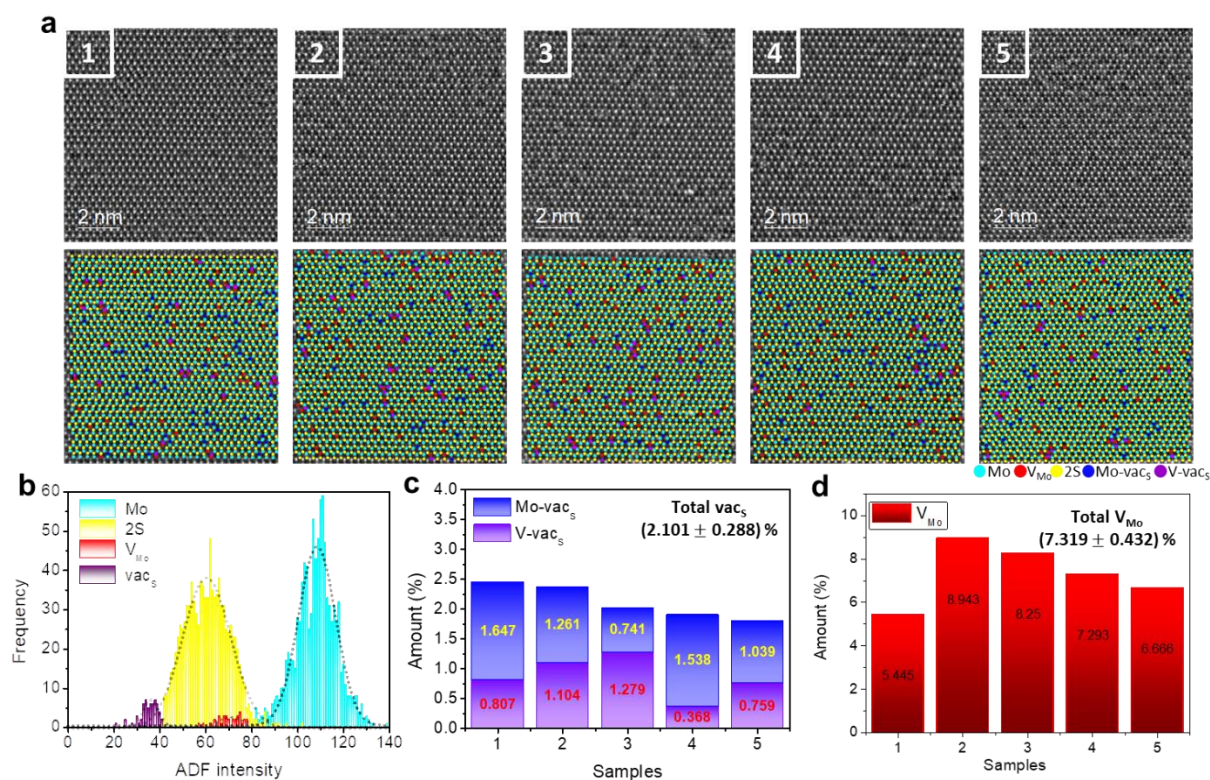 a
1 2 3 4 5
2 nm 2 nm 2 nm 2 nm 2 nm
Mo V_Mo 2S Mo-vac_S V-vac_S
b
60
50
40
30
20
10
0
Frequency
Mo
2S
V_Mo
vac_S
0 20 40 60 80 100 120 140
ADF intensity
c
4.0
3.5
3.0
2.5
2.0
1.5
1.0
0.5
0.0
Amount (%)
Mo-vac_S
V-vac_S
Total vac_S
(2.101 ± 0.288) %
1.647 1.261 0.741 1.538 1.039
0.807 1.104 1.279 0.368 0.759
1 2 3 4 5
Samples
d
10
8
6
4
2
0
Amount (%)
V_Mo
Total V_Mo
(7.319 ± 0.432) %
5.445 8.943 8.25 7.293 6.666
1 2 3 4 5
Samples